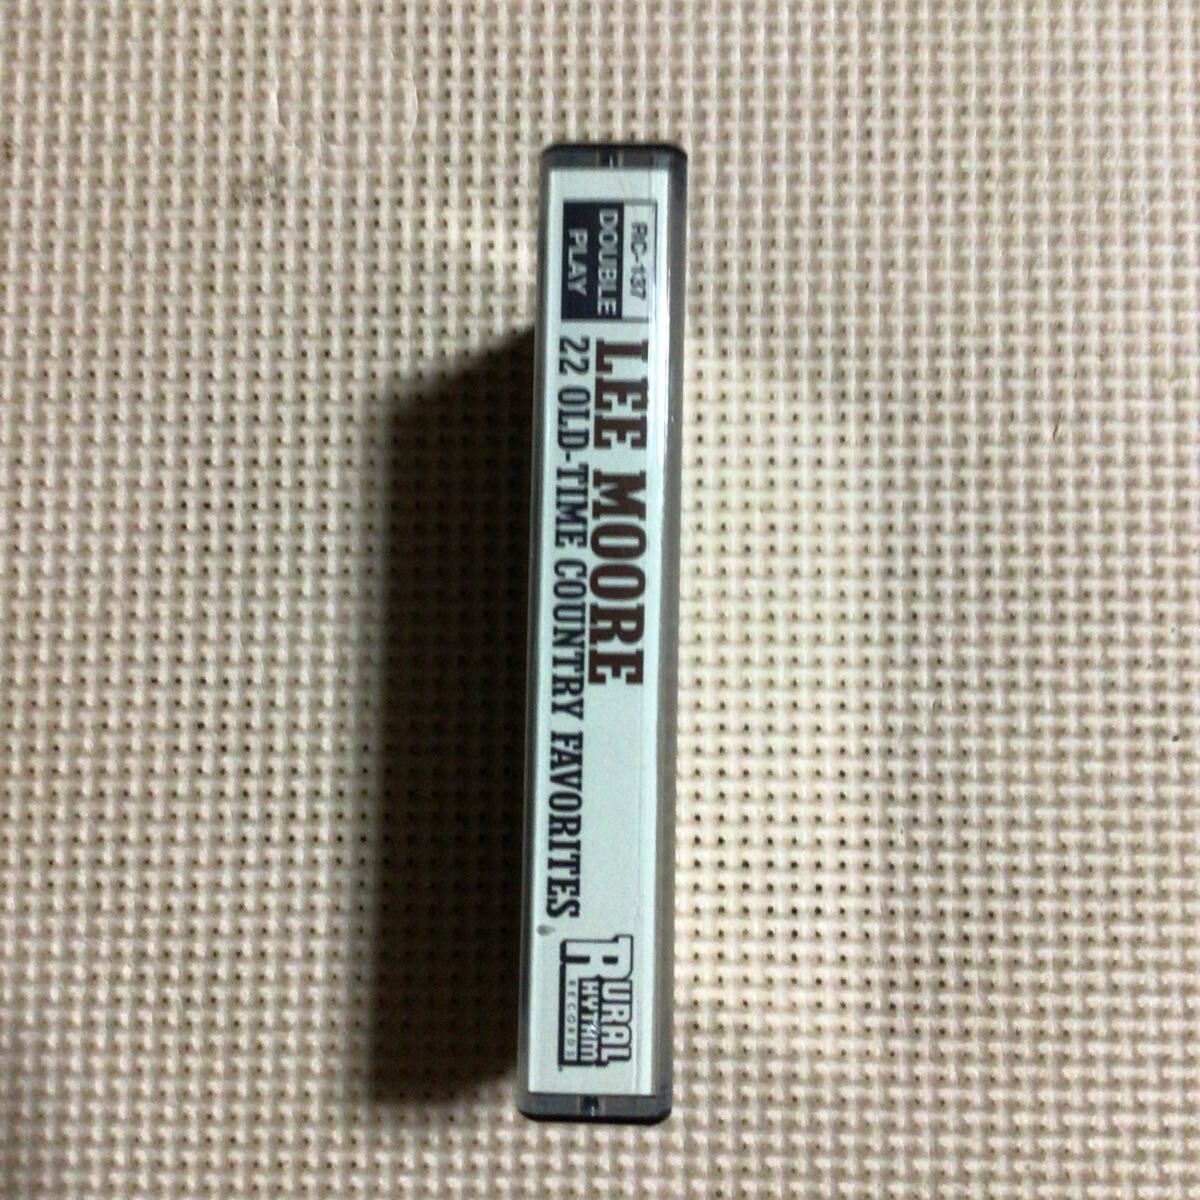 RC-137
DOUBLE
PLAY
LEE MOORE
22 OLD-TIME COUNTRY FAVORITES
RURAL
RHYTHM
RECORDS